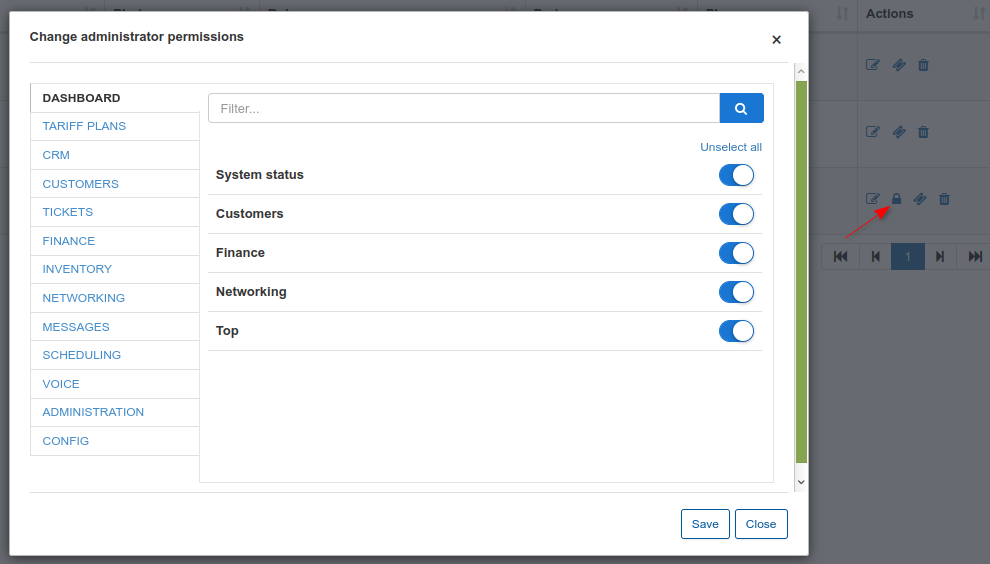 Actions
Change administrator permissions
×
DASHBOARD
TARIFF PLANS
CRM
CUSTOMERS
TICKETS
FINANCE
INVENTORY
NETWORKING
MESSAGES
SCHEDULING
VOICE
ADMINISTRATION
CONFIG
Filter...
Unselect all
System status
Customers
Finance
Networking
Top
1
Save
Close